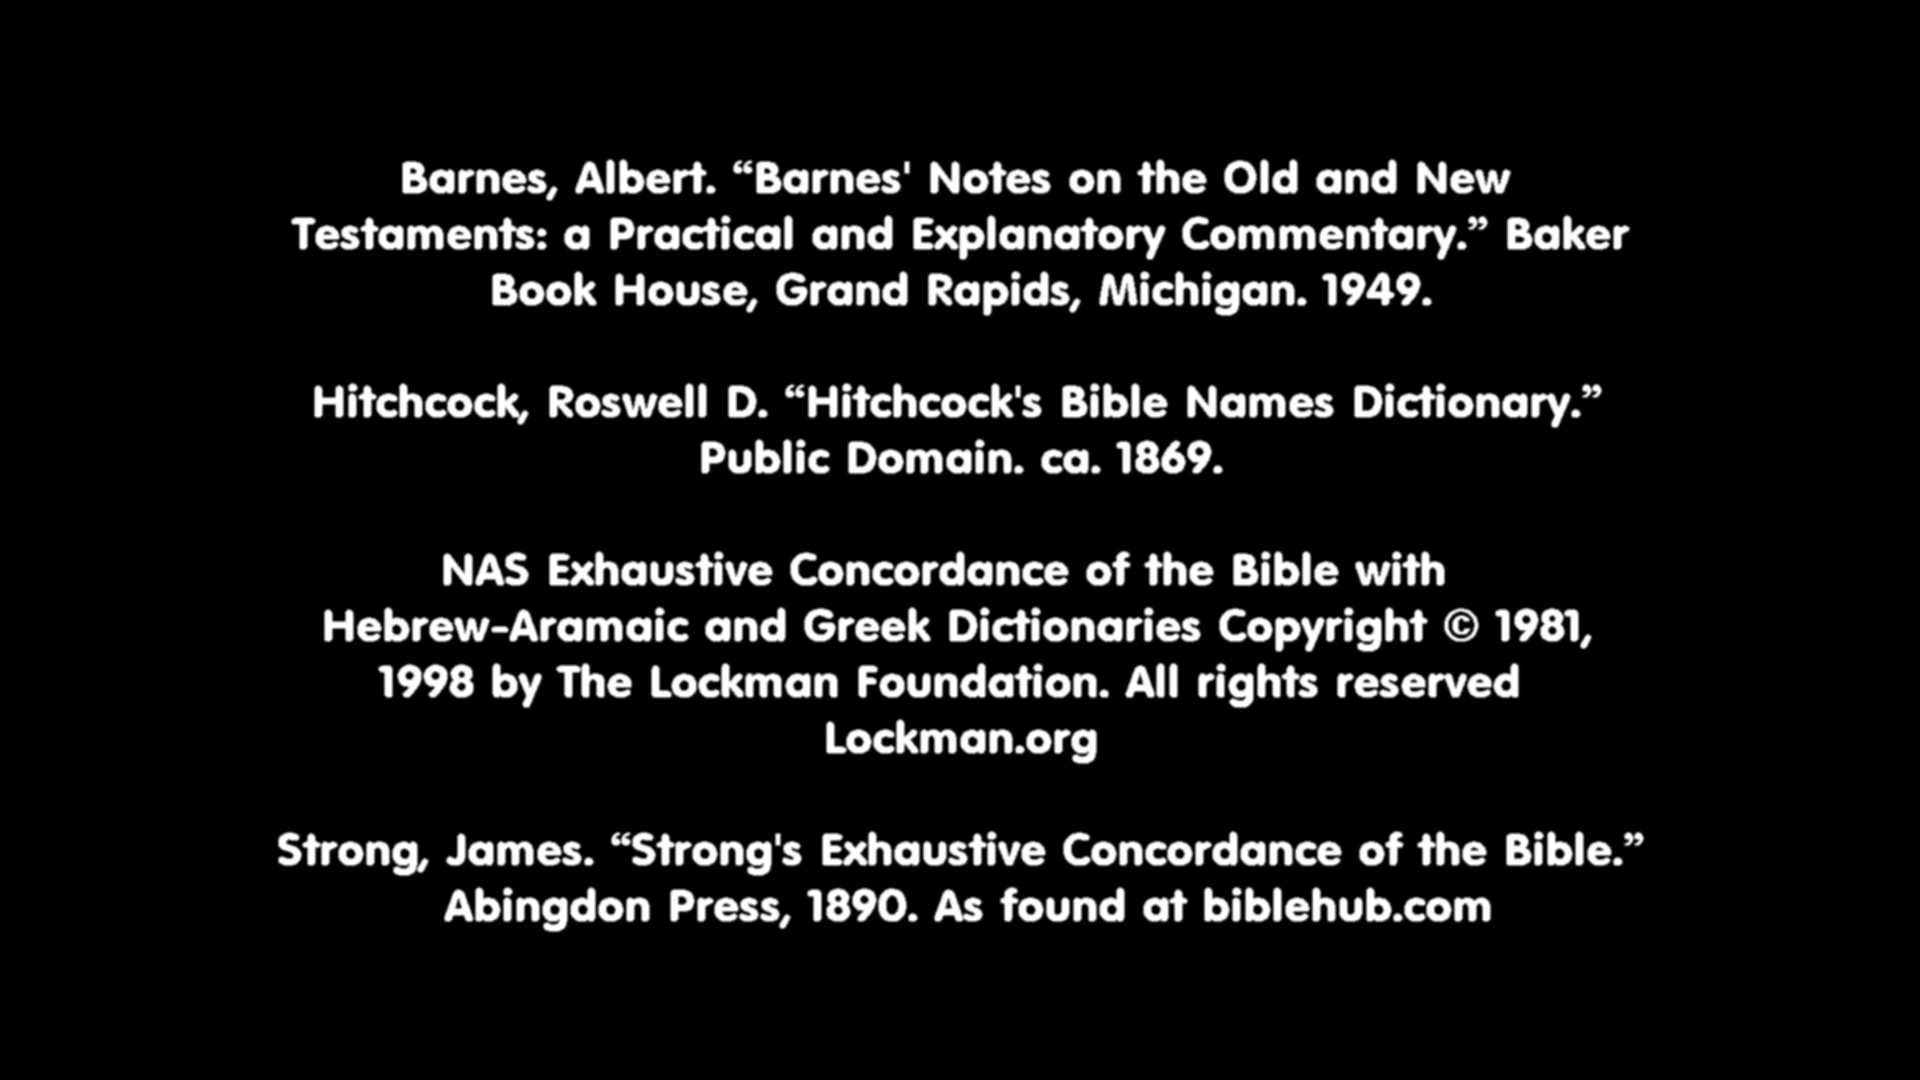 Barnes, Albert. “Barnes' Notes on the Old and New
Testaments: a Practical and Explanatory Commentary.” Baker
Book House, Grand Rapids, Michigan. 1949.
Hitchcock, Roswell D. “Hitchcock's Bible Names Dictionary.”
Public Domain. ca. 1869.
NAS Exhaustive Concordance of the Bible with
Hebrew-Aramaic and Greek Dictionaries Copyright © 1981,
1998 by The Lockman Foundation. All rights reserved
Lockman.org
Strong, James. “Strong's Exhaustive Concordance of the Bible.”
Abingdon Press, 1890. As found at biblehub.com